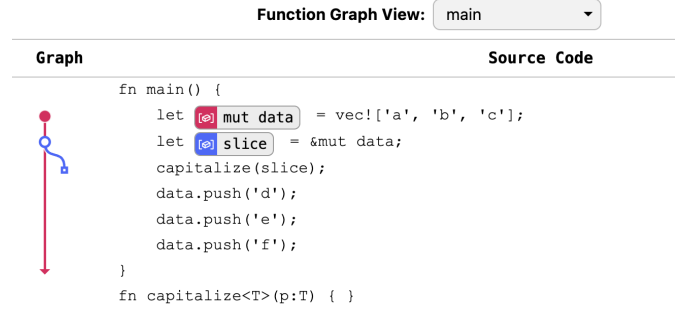 Function Graph View: main
Graph Source Code
fn main() {
let mut data = vec!['a', 'b', 'c'];
let slice = &mut data;
capitalize(slice);
data.push('d');
data.push('e');
data.push('f');
}
fn capitalize<T>(p:T) { }